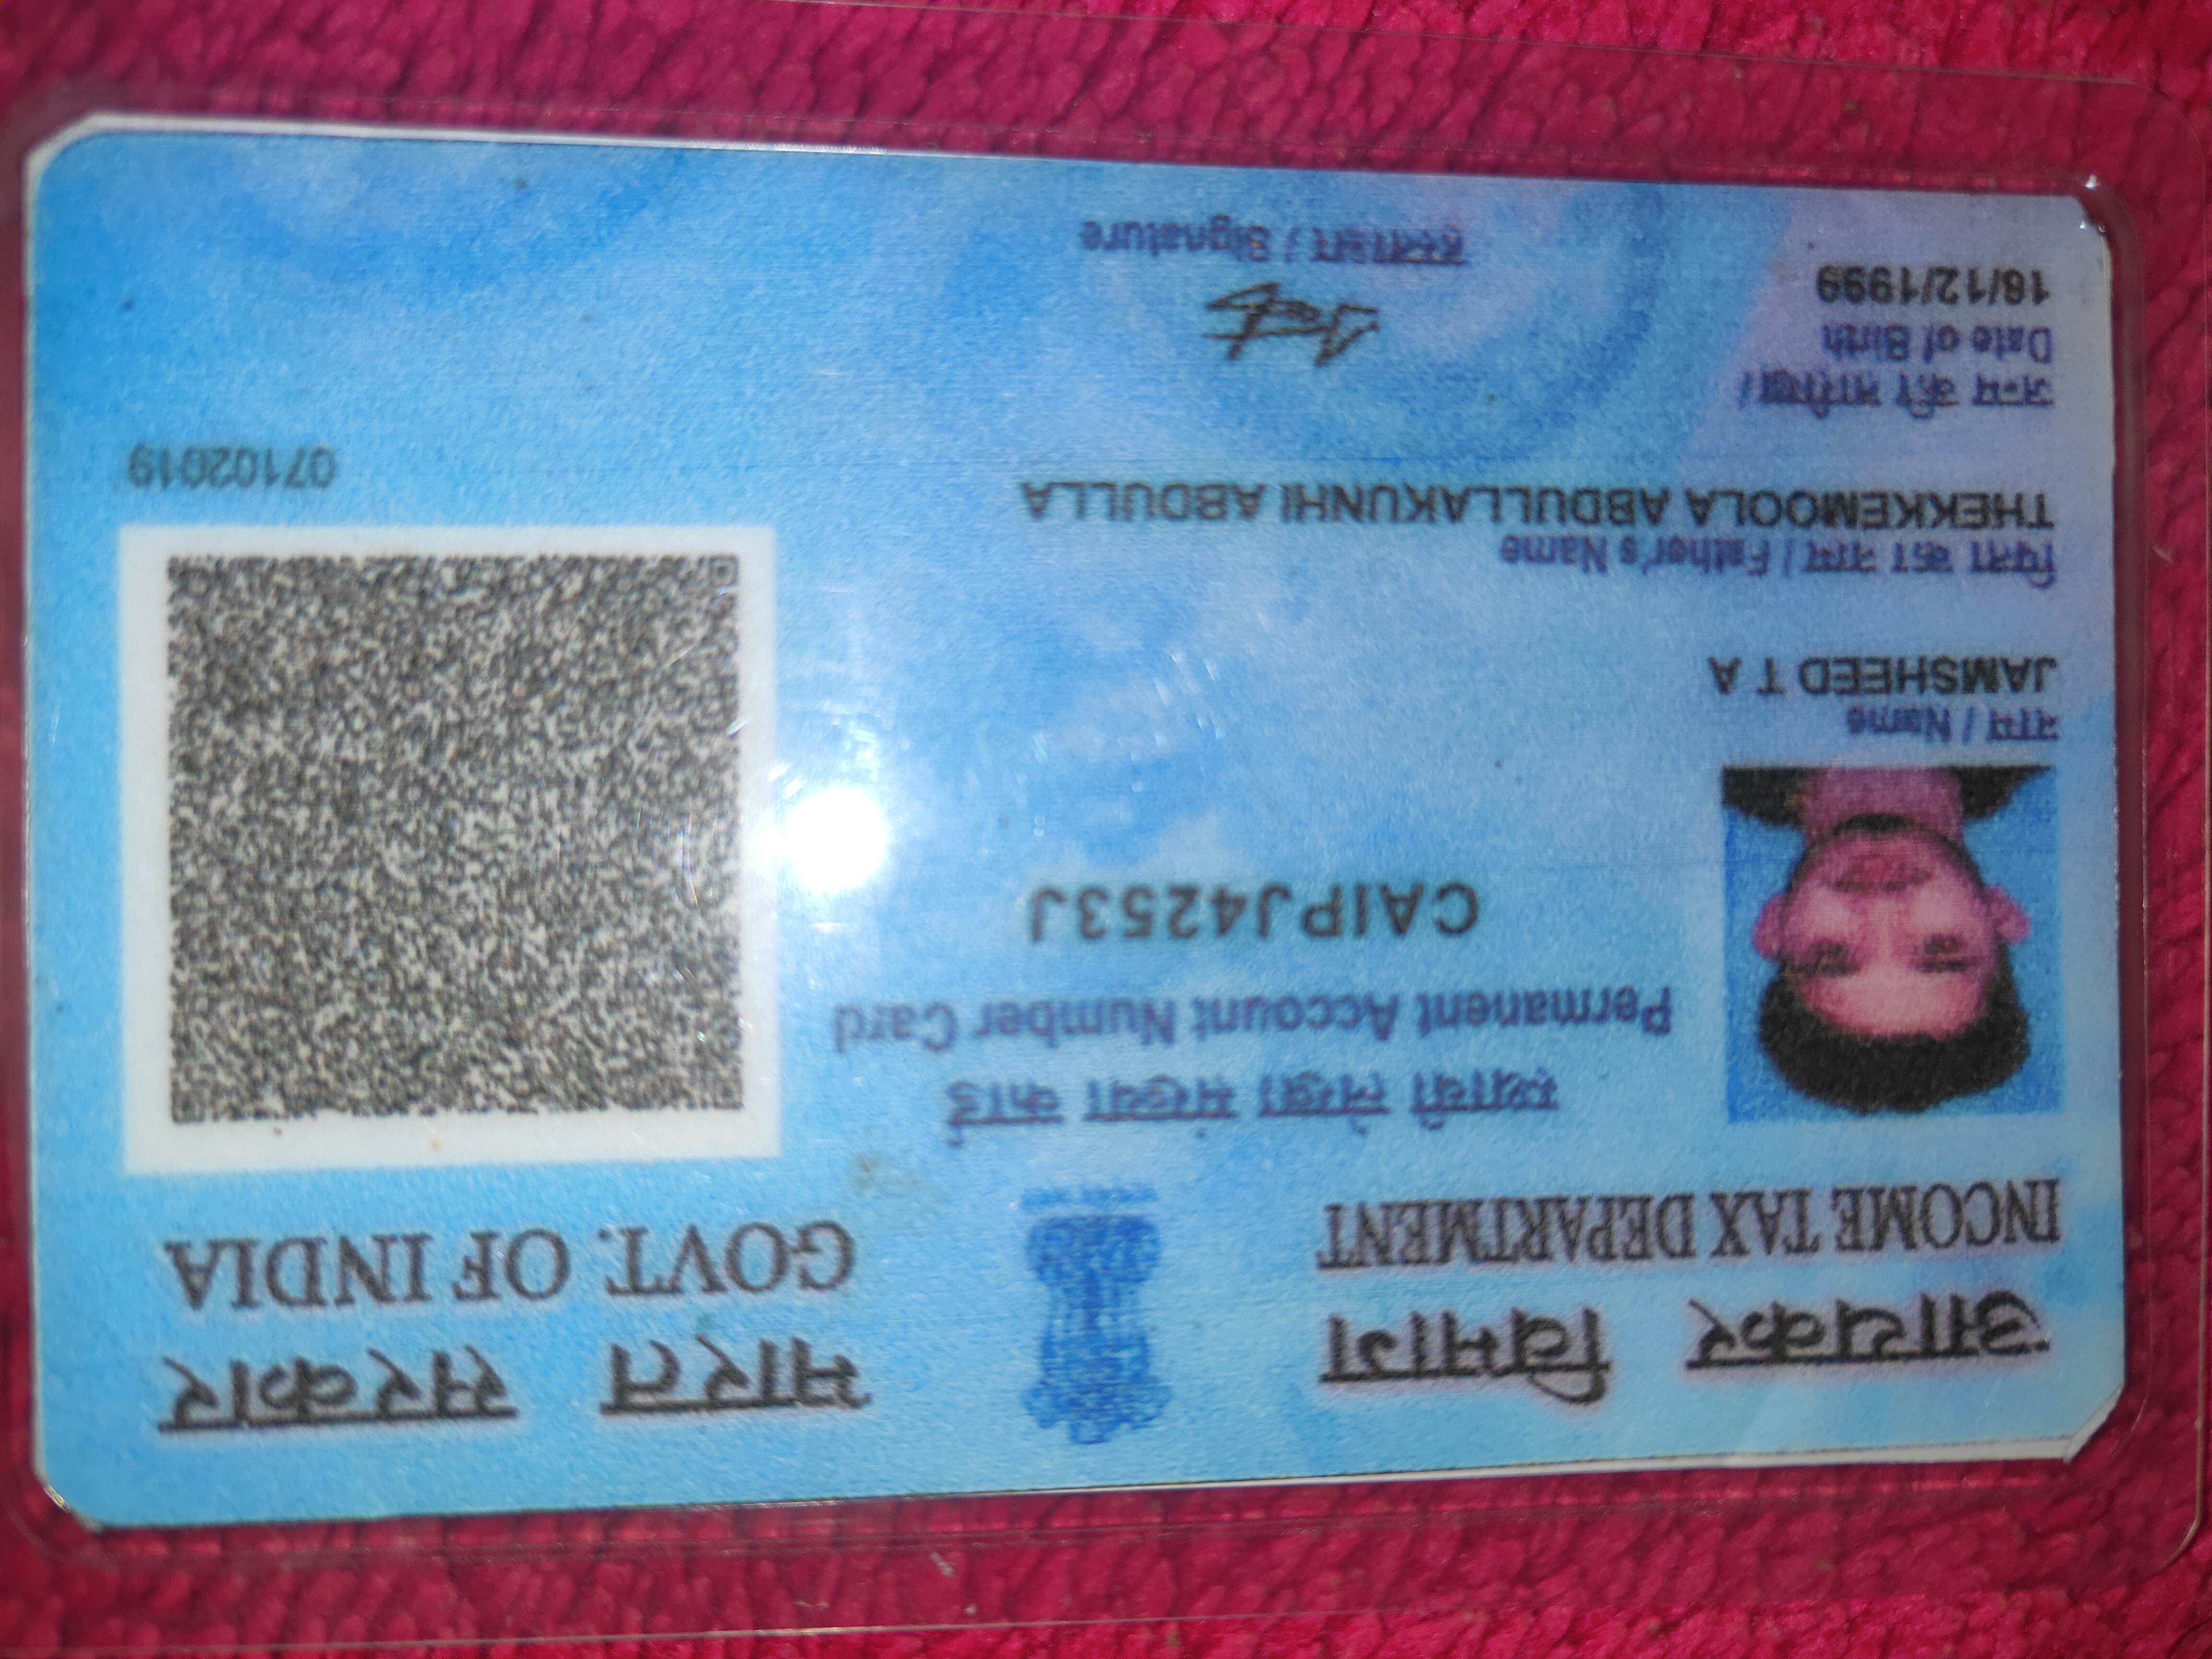 आयकर विभाग
INCOME TAX DEPARTMENT
भारत सरकार
GOVT. OF INDIA
स्थायी लेखा संख्या कार्ड
Permanent Account Number Card
CAIPJ4253J
नाम / Name
JAMSHEED T A
पिता का नाम / Father's Name
THEKKEMOOLA ABDULLAKUNHI ABDULLA
07102019
जन्म की तारीख /
Date of Birth
16/12/1999
हस्ताक्षर / Signature